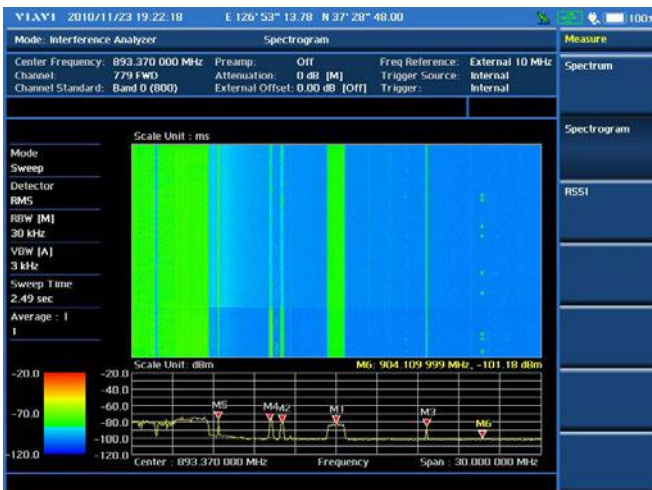 VIAVI 2010/11/23 19:22:18 E 126° 53" 13.78 N 37° 28" 48.00 100%
Mode: Interference Analyzer Spectrogram
Measure
Center Frequency: 893.370 000 MHz Preamp: Off Freq Reference: External 10 MHz
Channel: 779 FWD Attenuation: 0 dB [M] Trigger Source: Internal
Channel Standard: Band 0 (800) External Offset: 0.00 dB [Off] Trigger: Internal
Spectrum
Spectrogram
RSSI
Scale Unit : ms
Mode
Sweep
Detector
RMS
RBW [M]
30 kHz
VBW [A]
3 kHz
Sweep Time
2.49 sec
Average : 1
1
Scale Unit: dBm M6: 904.109 999 MHz, -101.18 dBm
-20.0
-70.0
-120.0
-20.0
-40.0
-60.0
-80.0
-100.0
-120.0
M5 M4 M2 M1 M3 M6
Center : 893.370 000 MHz Frequency Span : 30.000 000 MHz